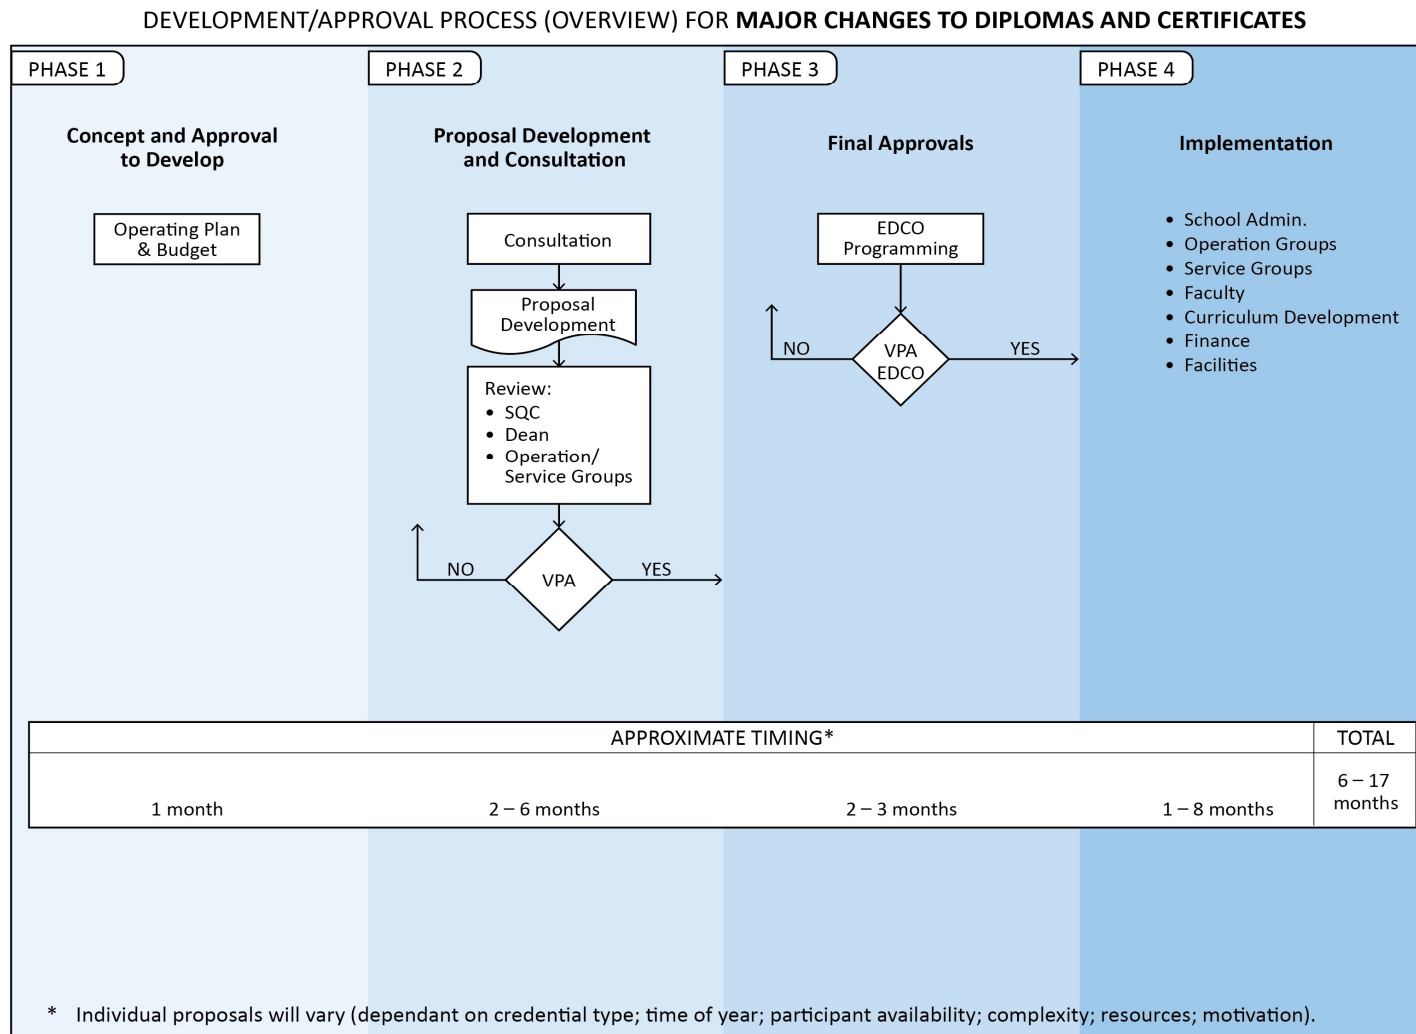 DEVELOPMENT/APPROVAL PROCESS (OVERVIEW) FOR MAJOR CHANGES TO DIPLOMAS AND CERTIFICATES
PHASE 1
Concept and Approval
to Develop
Operating Plan
& Budget
PHASE 2
Proposal Development
and Consultation
Consultation
Proposal
Development
Review:
• SQC
• Dean
• Operation/
Service Groups
NO
VPA
YES
PHASE 3
Final Approvals
EDCO
Programming
NO
VPA
EDCO
YES
PHASE 4
Implementation
• School Admin.
• Operation Groups
• Service Groups
• Faculty
• Curriculum Development
• Finance
• Facilities
APPROXIMATE TIMING*
TOTAL
1 month
2 – 6 months
2 – 3 months
1 – 8 months
6 – 17
months
* Individual proposals will vary (dependant on credential type; time of year; participant availability; complexity; resources; motivation).